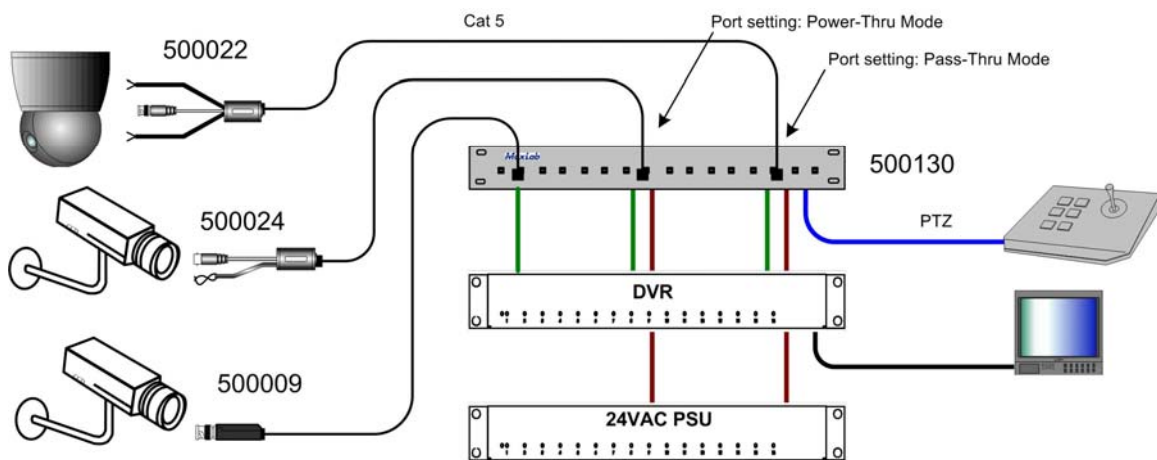 Cat 5
Port setting: Power-Thru Mode
Port setting: Pass-Thru Mode
500022
MuxLab
500130
500024
PTZ
DVR
500009
24VAC PSU